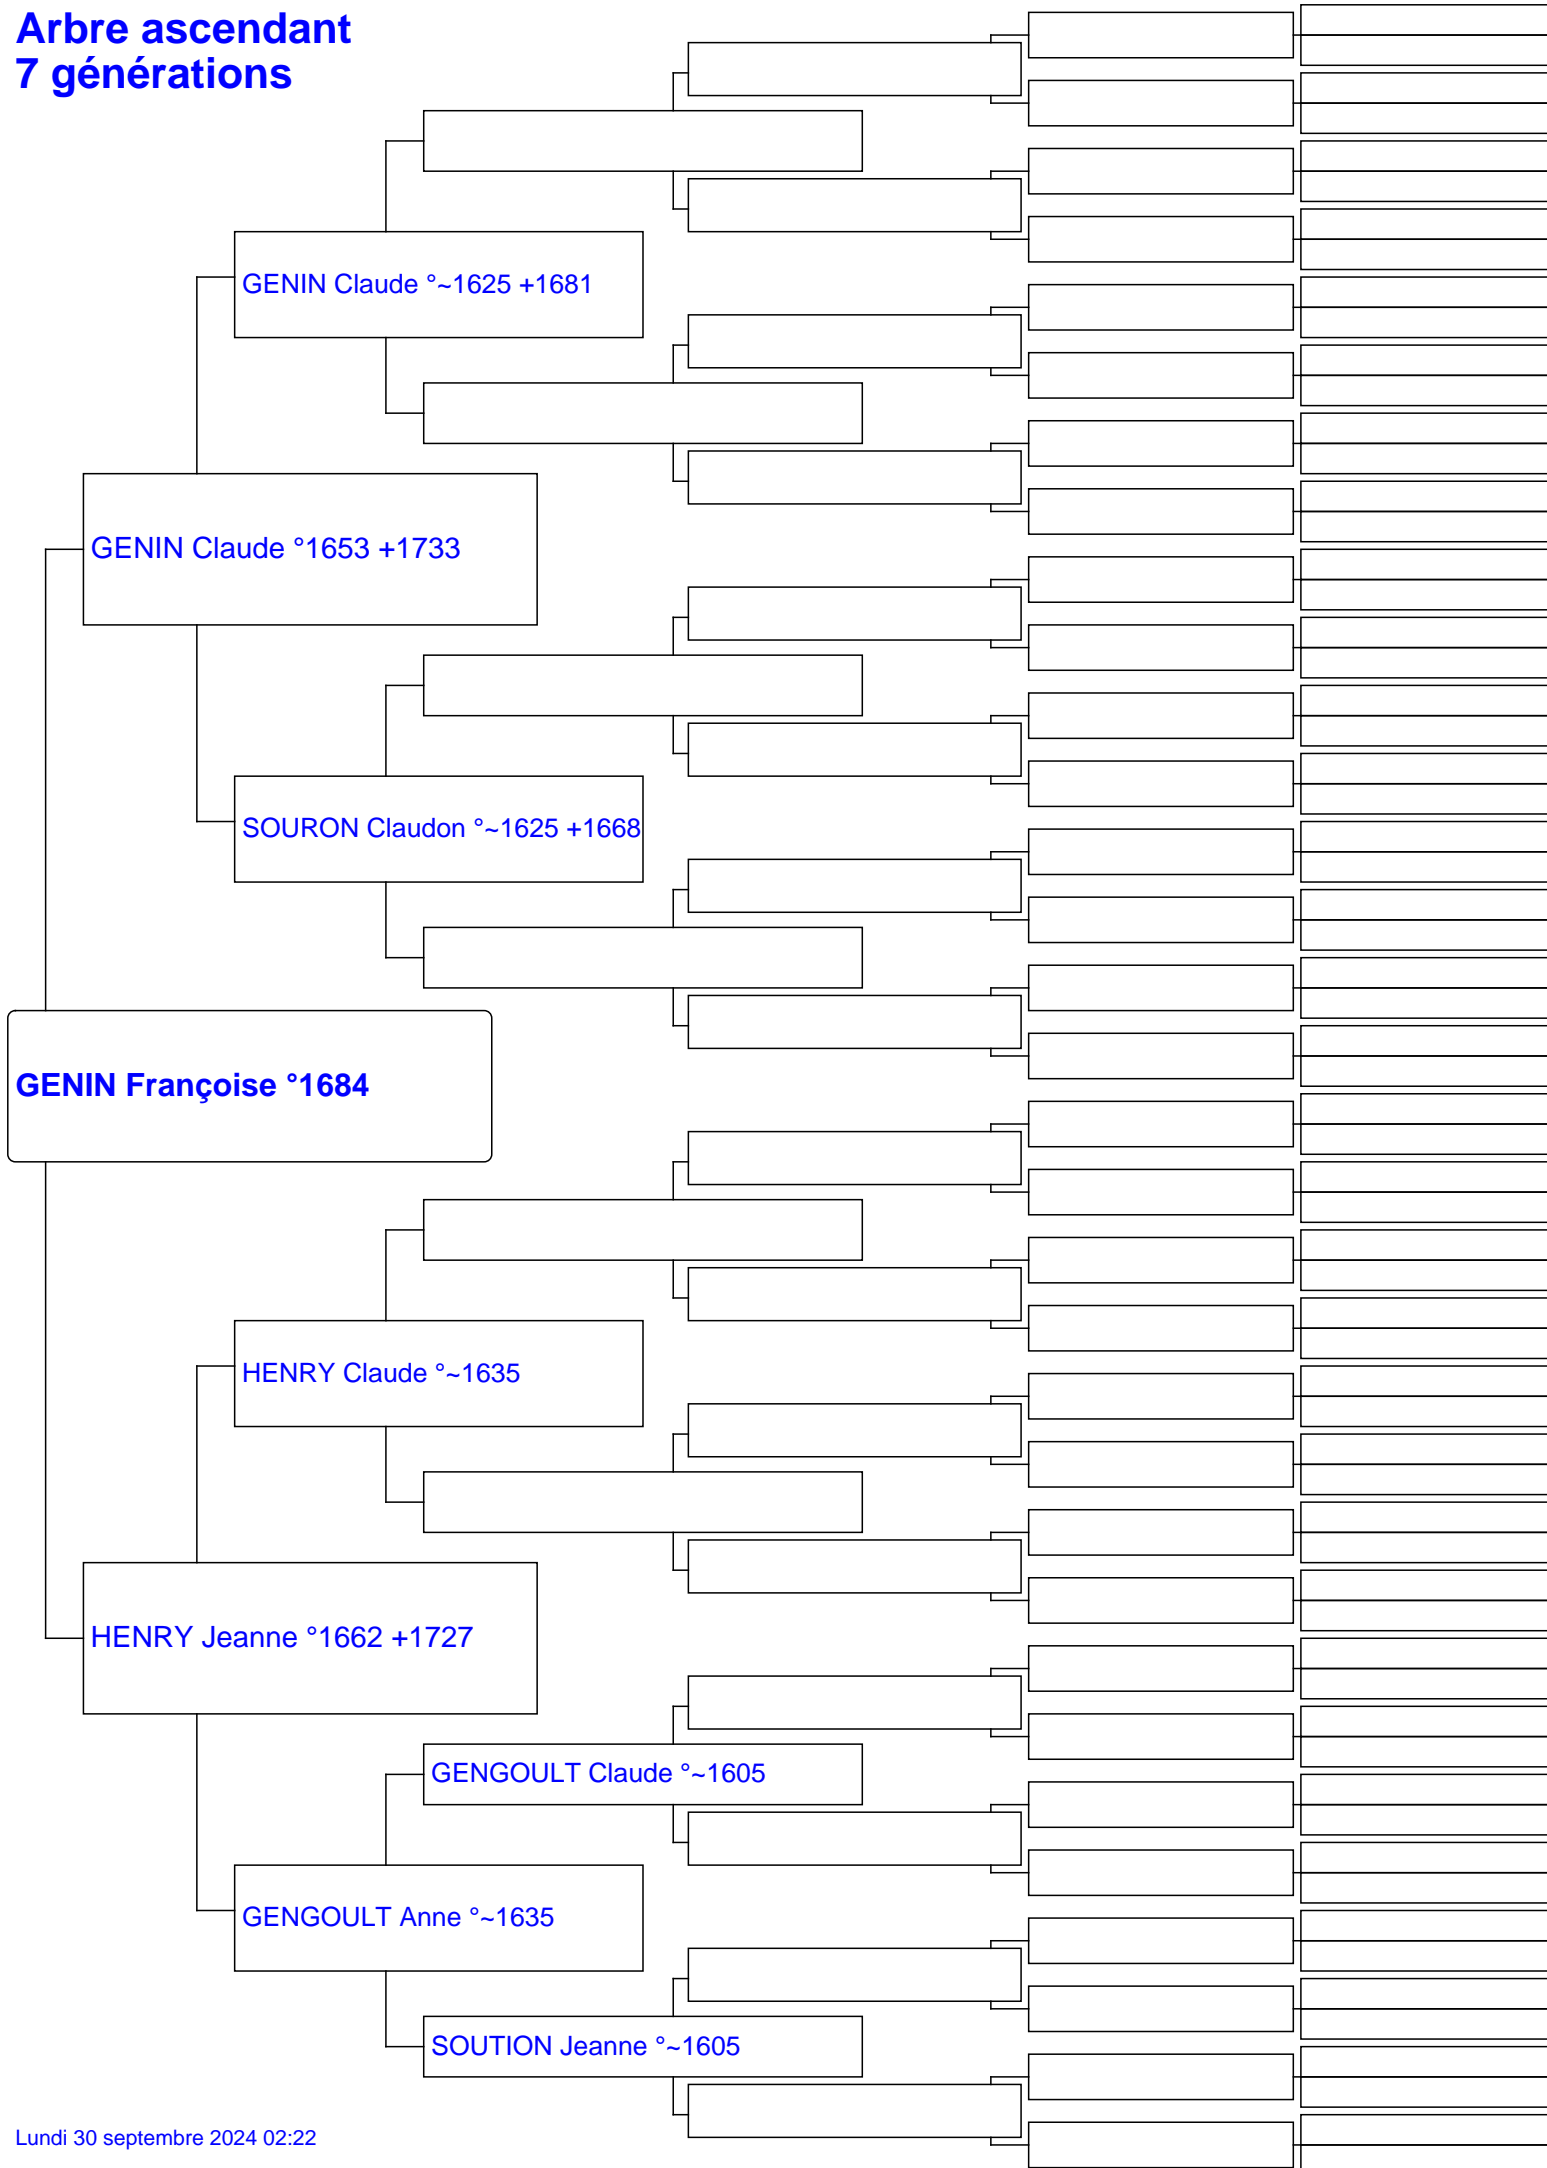 Arbre ascendant
7 générations
GENIN Claude °~1625 +1681
GENIN Claude °1653 +1733
SOURON Claudon °~1625 +1668
GENIN Françoise °1684
HENRY Claude °~1635
HENRY Jeanne °1662 +1727
GENGOULT Claude °~1605
GENGOULT Anne °~1635
SOUTION Jeanne °~1605
Lundi 30 septembre 2024 02:22